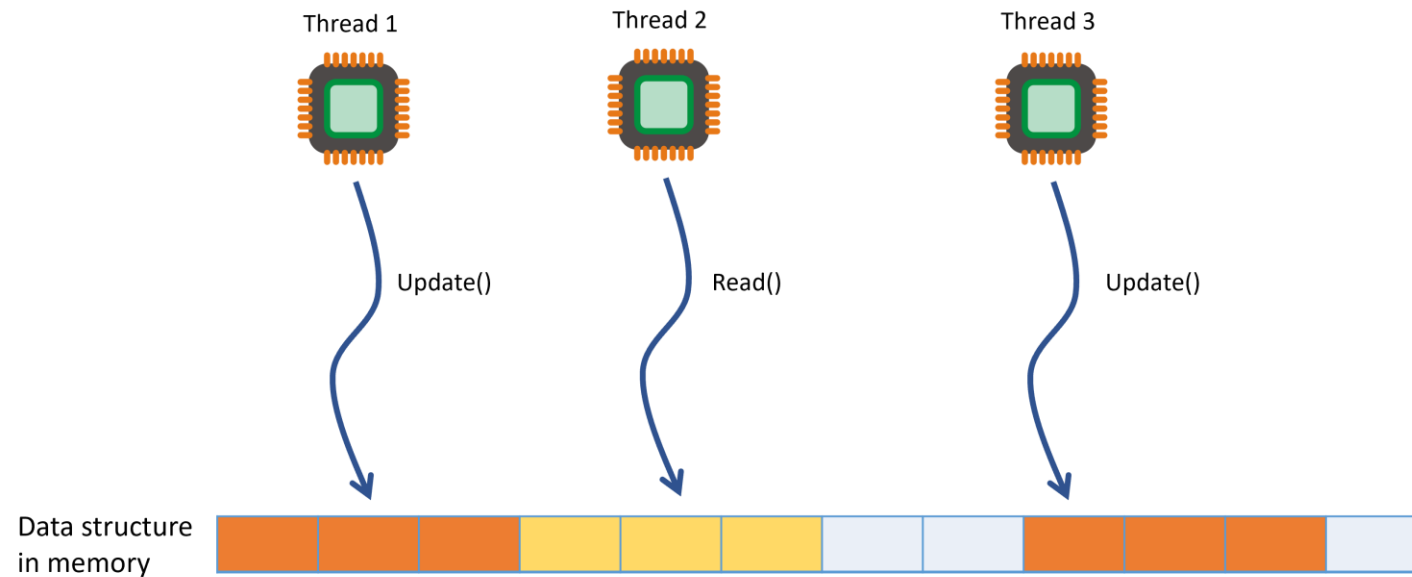 Thread 1
Thread 2
Thread 3
Update()
Read()
Update()
Data structure
in memory